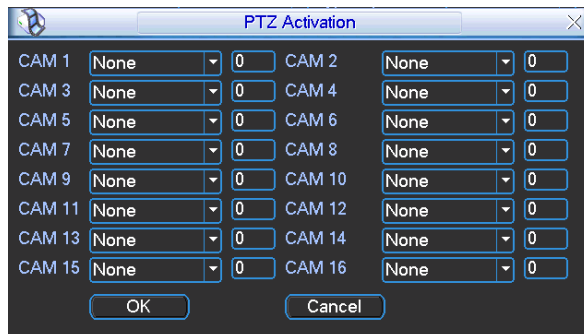 PTZ Activation
CAM 1 None 0 CAM 2 None 0
CAM 3 None 0 CAM 4 None 0
CAM 5 None 0 CAM 6 None 0
CAM 7 None 0 CAM 8 None 0
CAM 9 None 0 CAM 10 None 0
CAM 11 None 0 CAM 12 None 0
CAM 13 None 0 CAM 14 None 0
CAM 15 None 0 CAM 16 None 0
OK Cancel